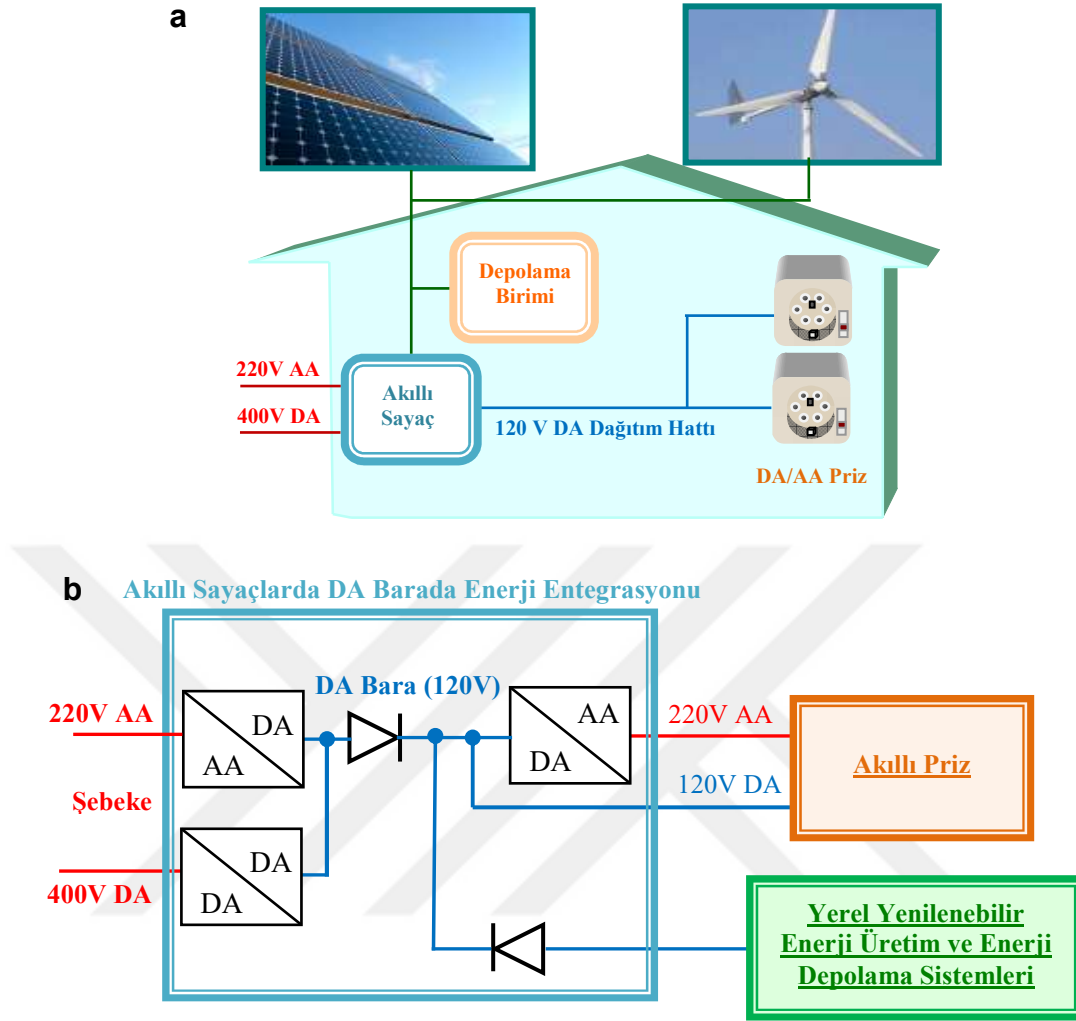 a
Depolama
Birimi
220V AA
400V DA
Akıllı
Sayaç
120 V DA Dağıtım Hattı
DA/AA Priz
b
Akıllı Sayaçlarda DA Barada Enerji Entegrasyonu
DA Bara (120V)
220V AA
DA
AA
AA
DA
220V AA
120V DA
Akıllı Priz
Şebeke
400V DA
DA
DA
Yerel Yenilenebilir
Enerji Üretim ve Enerji
Depolama Sistemleri